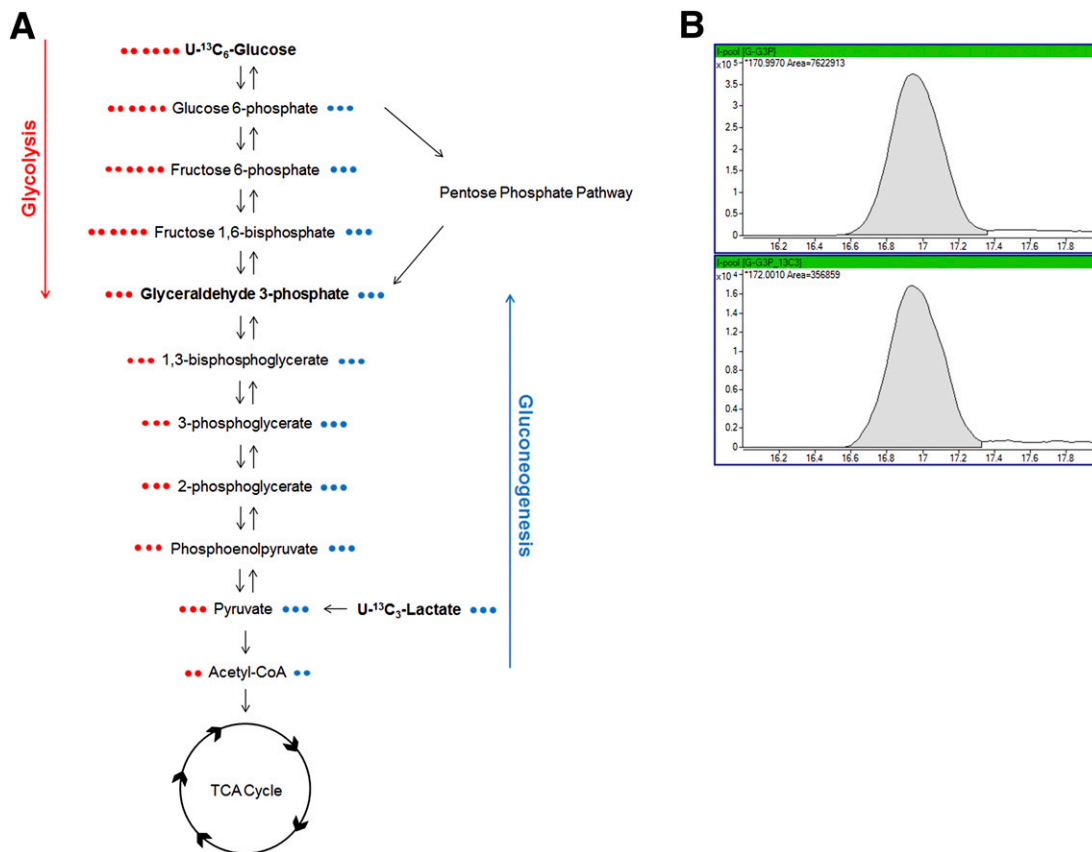 A
U-¹³C₆-Glucose
Glucose 6-phosphate
Fructose 6-phosphate
Pentose Phosphate Pathway
Fructose 1,6-bisphosphate
Glyceraldehyde 3-phosphate
1,3-bisphosphoglycerate
3-phosphoglycerate
2-phosphoglycerate
Phosphoenolpyruvate
Pyruvate
U-¹³C₃-Lactate
Acetyl-CoA
TCA Cycle
Glycolysis
Gluconeogenesis
B
I-pool [G-G3P]
x10 5 *170.9970 Area=7622913
3.5
3
2.5
2
1.5
1
0.5
0
16.2 16.4 16.6 16.8 17 17.2 17.4 17.6 17.8
I-pool [G-G3P_13C3]
x10 4 *172.0010 Area=356859
1.6
1.4
1.2
1
0.8
0.6
0.4
0.2
0
16.2 16.4 16.6 16.8 17 17.2 17.4 17.6 17.8